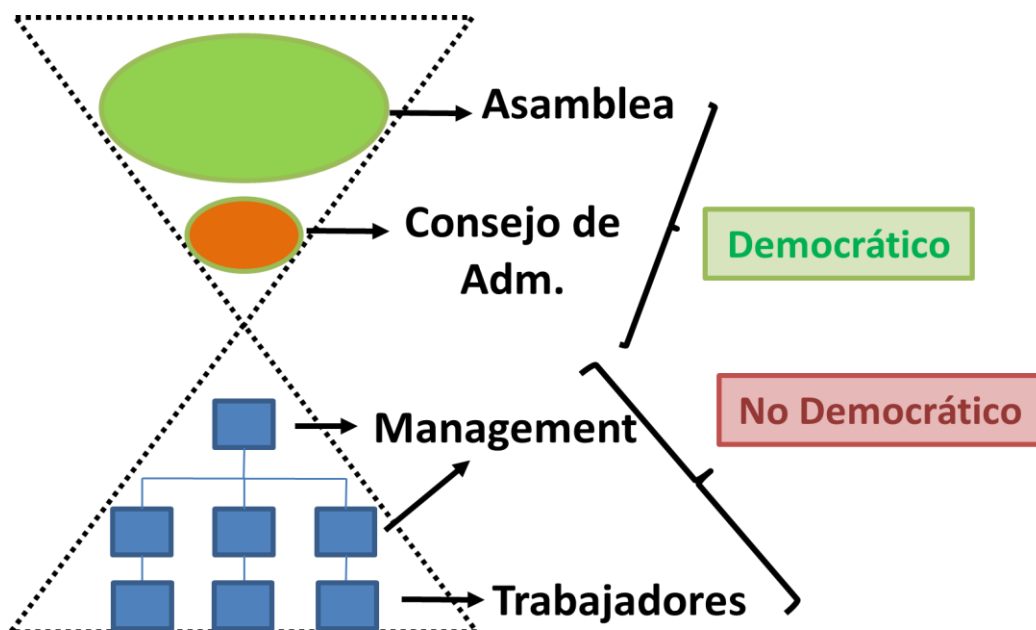 Asamblea
Consejo de
Adm.
Democrático
No Democrático
Management
Trabajadores